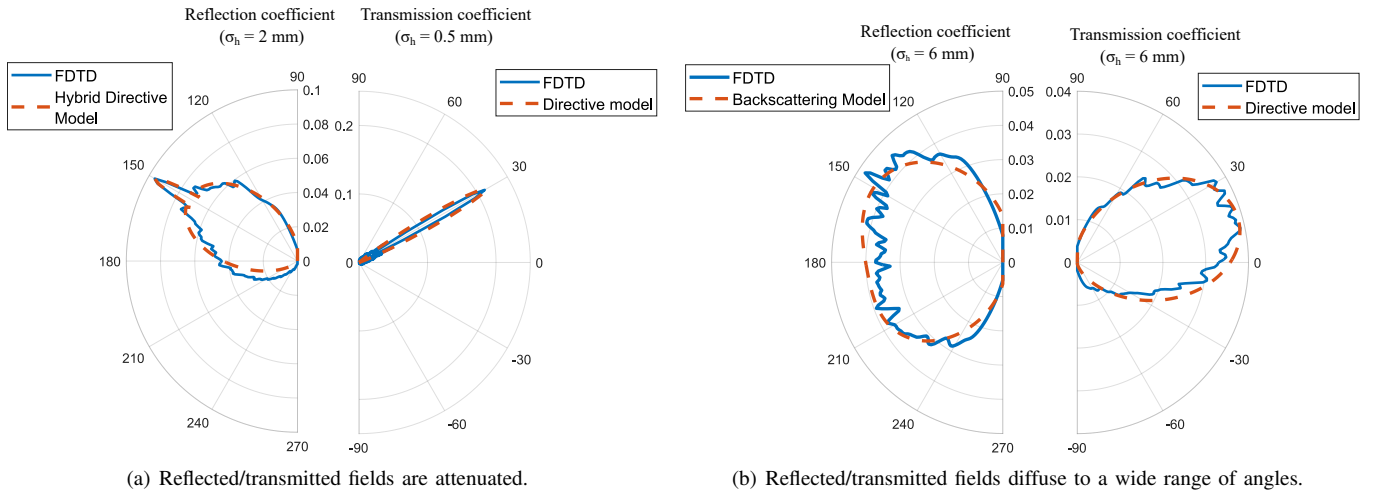 Reflection coefficient
(σh = 2 mm)
Transmission coefficient
(σh = 0.5 mm)
FDTD
Hybrid Directive
Model
FDTD
Directive model
90
120
150
180
210
240
270
0.1
0.08
0.06
0.04
0.02
0
90
60
30
0
-30
-60
-90
0.2
0.1
0
(a) Reflected/transmitted fields are attenuated.
Reflection coefficient
(σh = 6 mm)
Transmission coefficient
(σh = 6 mm)
FDTD
Backscattering Model
FDTD
Directive model
90
120
150
180
210
240
270
0.05
0.04
0.03
0.02
0.01
0
90
60
30
0
-30
-60
-90
0.04
0.03
0.02
0.01
0
(b) Reflected/transmitted fields diffuse to a wide range of angles.